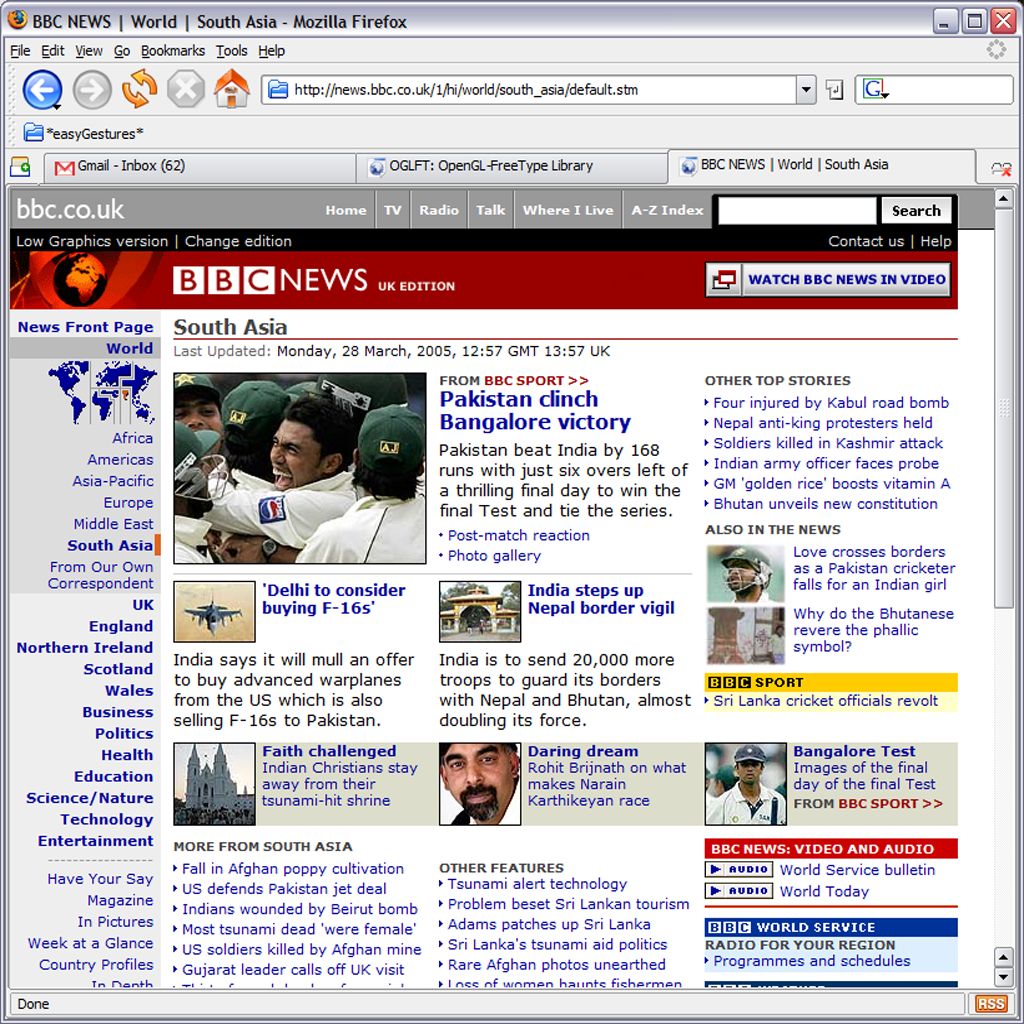 BBC NEWS | World | South Asia - Mozilla Firefox
File Edit View Go Bookmarks Tools Help
http://news.bbc.co.uk/1/hi/world/south_asia/default.stm
G
*easyGestures*
Gmail - Inbox (62)
OGLFT: OpenGL-FreeType Library
BBC NEWS | World | South Asia
bbc.co.uk
Home TV Radio Talk Where I Live A-Z Index Search
Low Graphics version | Change edition
Contact us | Help
BBC NEWS UK EDITION
WATCH BBC NEWS IN VIDEO
News Front Page
World
Africa
Americas
Asia-Pacific
Europe
Middle East
South Asia
From Our Own
Correspondent
UK
England
Northern Ireland
Scotland
Wales
Business
Politics
Health
Education
Science/Nature
Technology
Entertainment
Have Your Say
Magazine
In Pictures
Week at a Glance
Country Profiles
In Depth
South Asia
Last Updated: Monday, 28 March, 2005, 12:57 GMT 13:57 UK
AJ
AJ
FROM BBC SPORT >>
Pakistan clinch
Bangalore victory
Pakistan beat India by 168
runs with just six overs left of
a thrilling final day to win the
final Test and tie the series.
Post-match reaction
Photo gallery
'Delhi to consider
buying F-16s'
India says it will mull an offer
to buy advanced warplanes
from the US which is also
selling F-16s to Pakistan.
India steps up
Nepal border vigil
India is to send 20,000 more
troops to guard its borders
with Nepal and Bhutan, almost
doubling its force.
OTHER TOP STORIES
Four injured by Kabul road bomb
Nepal anti-king protesters held
Soldiers killed in Kashmir attack
Indian army officer faces probe
GM 'golden rice' boosts vitamin A
Bhutan unveils new constitution
ALSO IN THE NEWS
Love crosses borders
as a Pakistan cricketer
falls for an Indian girl
Why do the Bhutanese
revere the phallic
symbol?
BBC SPORT
Sri Lanka cricket officials revolt
Faith challenged
Indian Christians stay
away from their
tsunami-hit shrine
Daring dream
Rohit Brijnath on what
makes Narain
Karthikeyan race
Bangalore Test
Images of the final
day of the final Test
FROM BBC SPORT >>
MORE FROM SOUTH ASIA
Fall in Afghan poppy cultivation
US defends Pakistan jet deal
Indians wounded by Beirut bomb
Most tsunami dead 'were female'
US soldiers killed by Afghan mine
Gujarat leader calls off UK visit
OTHER FEATURES
Tsunami alert technology
Problem beset Sri Lankan tourism
Adams patches up Sri Lanka
Sri Lanka's tsunami aid politics
Rare Afghan photos unearthed
Loss of women haunts fishermen
BBC NEWS: VIDEO AND AUDIO
AUDIO World Service bulletin
AUDIO World Today
BBC WORLD SERVICE
RADIO FOR YOUR REGION
Programmes and schedules
Done
RSS